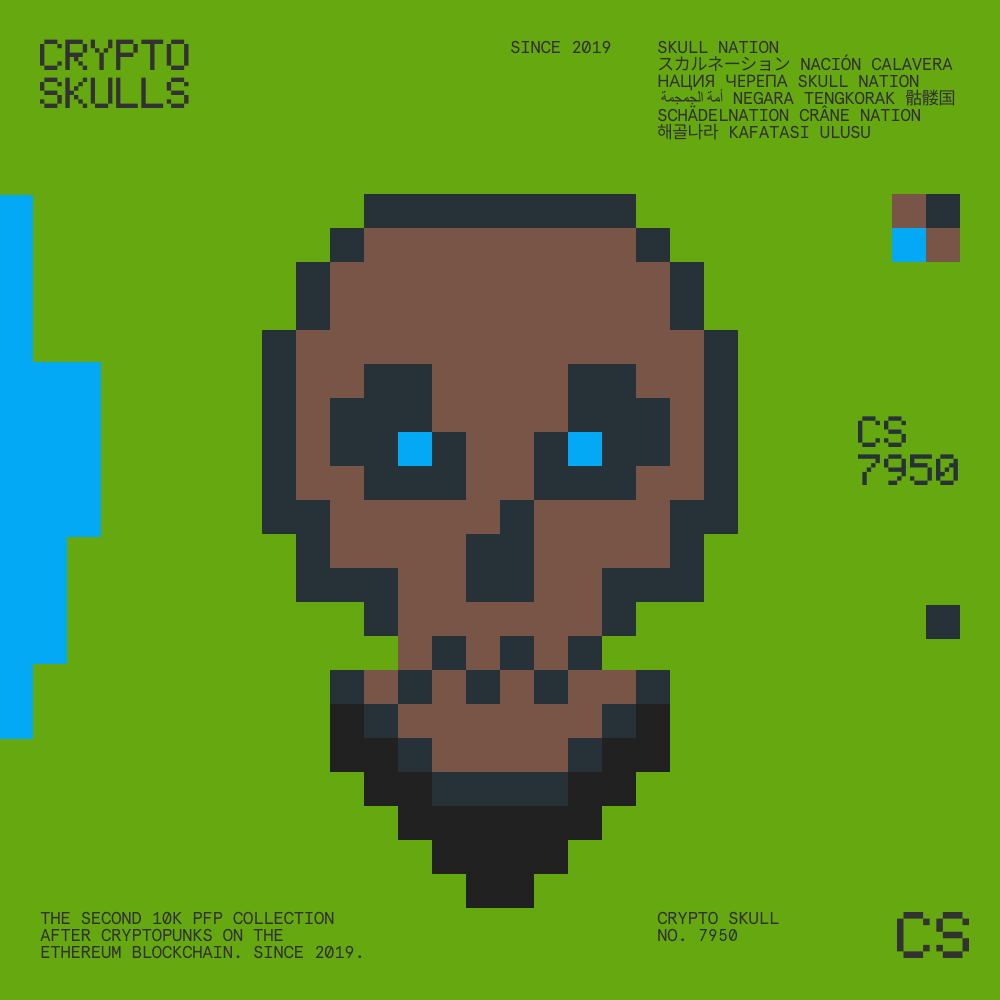 CRYPTO
SKULLS
SINCE 2019
SKULL NATION
スカルネーション NACIÓN CALAVERA
НАЦИЯ ЧЕРЕПА SKULL NATION
أمة الجمجمة NEGARA TENGKORAK 骷髅国
SCHÄDELNATION CRÂNE NATION
해골나라 KAFATASI ULUSU
CS
7950
THE SECOND 10K PFP COLLECTION
AFTER CRYPTOPUNKS ON THE
ETHEREUM BLOCKCHAIN. SINCE 2019.
CRYPTO SKULL
NO. 7950
CS